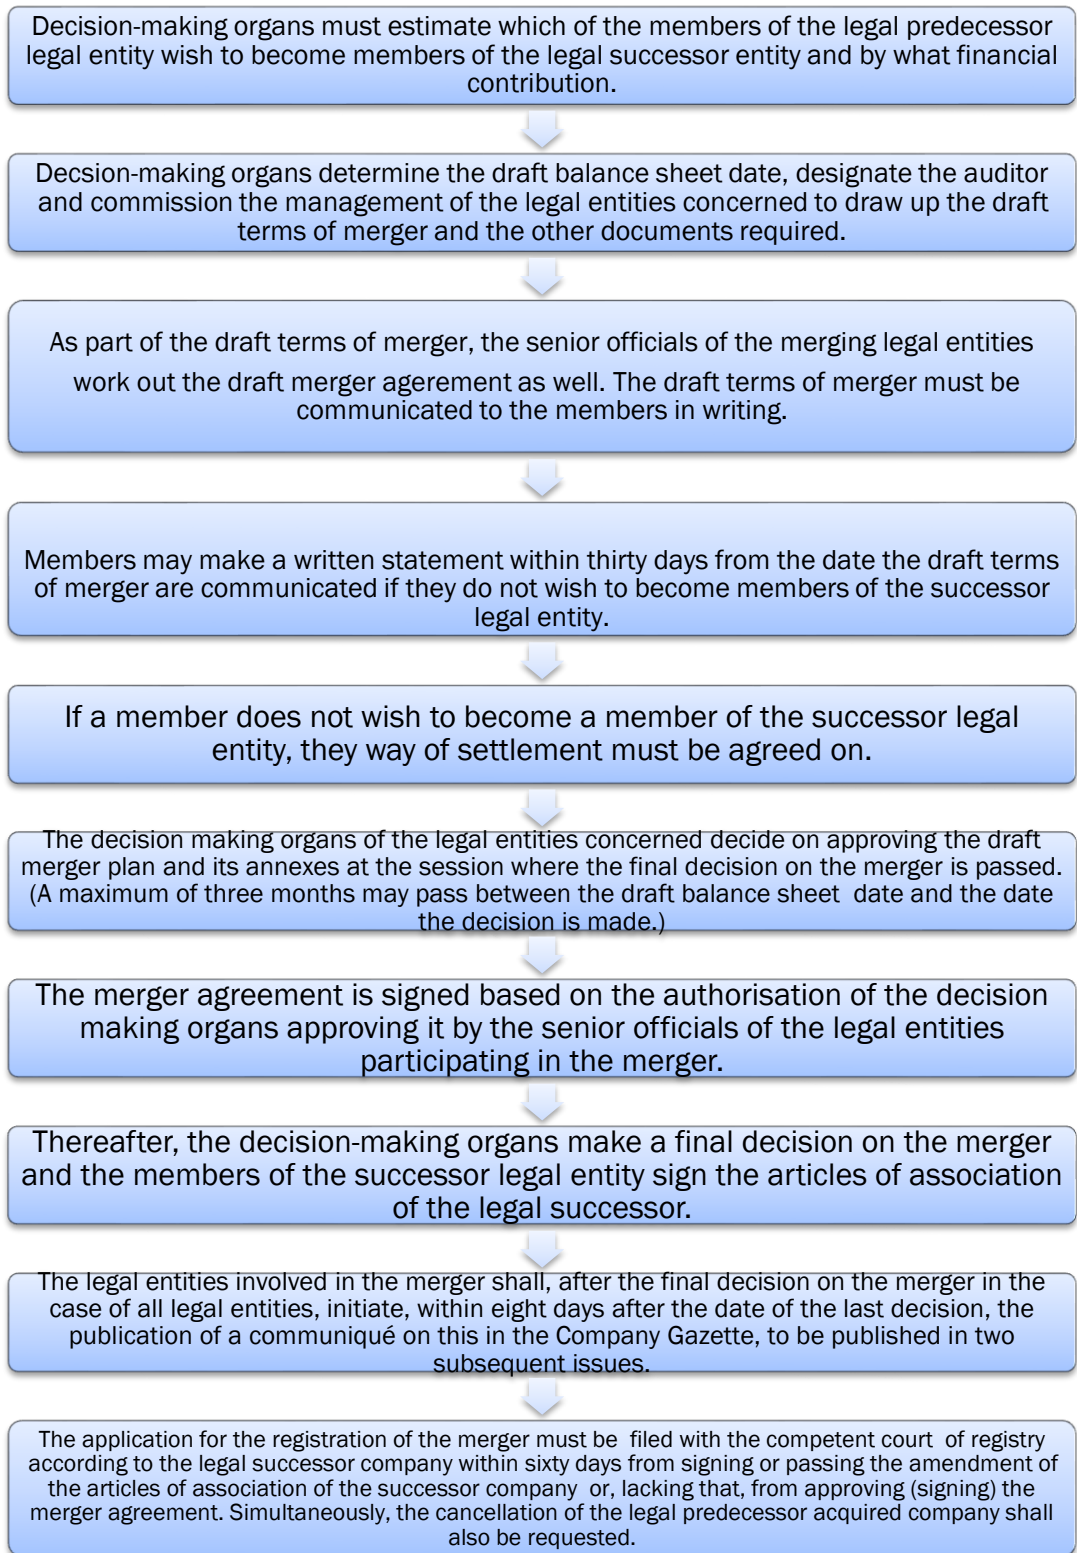 Decision-making organs must estimate which of the members of the legal predecessor
legal entity wish to become members of the legal successor entity and by what financial
contribution.
Decsion-making organs determine the draft balance sheet date, designate the auditor
and commission the management of the legal entities concerned to draw up the draft
terms of merger and the other documents required.
As part of the draft terms of merger, the senior officials of the merging legal entities
work out the draft merger agerement as well. The draft terms of merger must be
communicated to the members in writing.
Members may make a written statement within thirty days from the date the draft terms
of merger are communicated if they do not wish to become members of the successor
legal entity.
If a member does not wish to become a member of the successor legal
entity, they way of settlement must be agreed on.
The decision making organs of the legal entities concerned decide on approving the draft
merger plan and its annexes at the session where the final decision on the merger is passed.
(A maximum of three months may pass between the draft balance sheet date and the date
the decision is made.)
The merger agreement is signed based on the authorisation of the decision
making organs approving it by the senior officials of the legal entities
participating in the merger.
Thereafter, the decision-making organs make a final decision on the merger
and the members of the successor legal entity sign the articles of association
of the legal successor.
The legal entities involved in the merger shall, after the final decision on the merger in the
case of all legal entities, initiate, within eight days after the date of the last decision, the
publication of a communiqué on this in the Company Gazette, to be published in two
subsequent issues.
The application for the registration of the merger must be filed with the competent court of registry
according to the legal successor company within sixty days from signing or passing the amendment of
the articles of association of the successor company or, lacking that, from approving (signing) the
merger agreement. Simultaneously, the cancellation of the legal predecessor acquired company shall
also be requested.